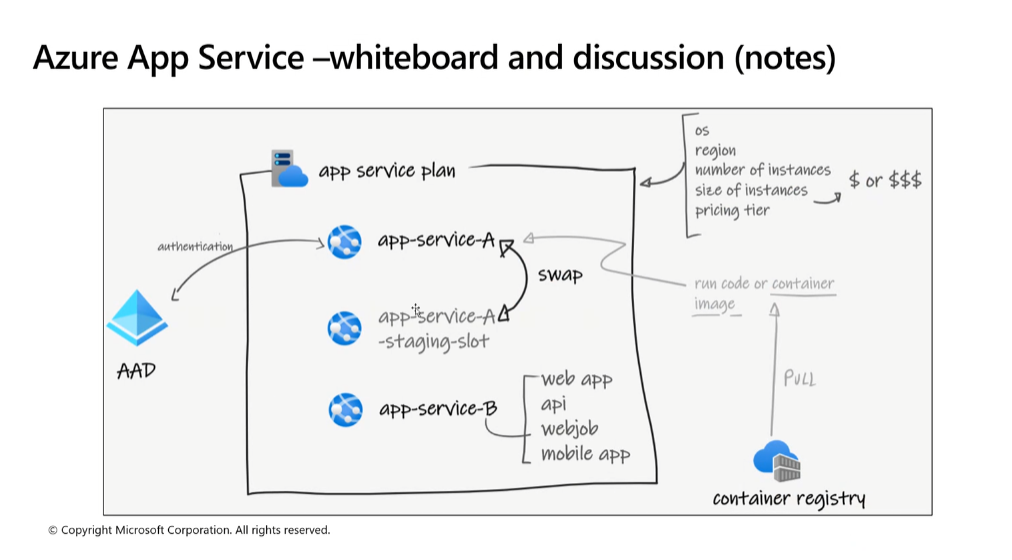 Azure App Service –whiteboard and discussion (notes)
app service plan
os
region
number of instances
size of instances
pricing tier
$ or $$$
authentication
app-service-A
swap
run code or container
image
app-service-A
-staging-slot
AAD
PULL
app-service-B
web app
api
webjob
mobile app
container registry
© Copyright Microsoft Corporation. All rights reserved.